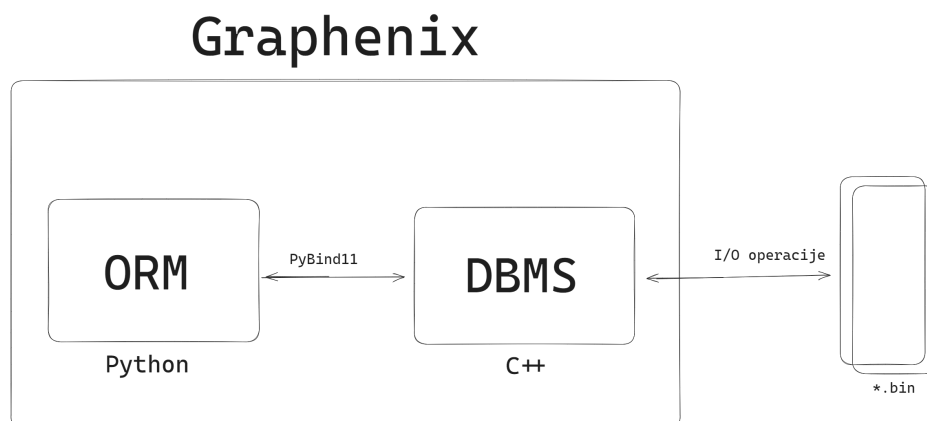 Graphenix
ORM
PyBind11
DBMS
I/O operacije
Python
C++
*.bin